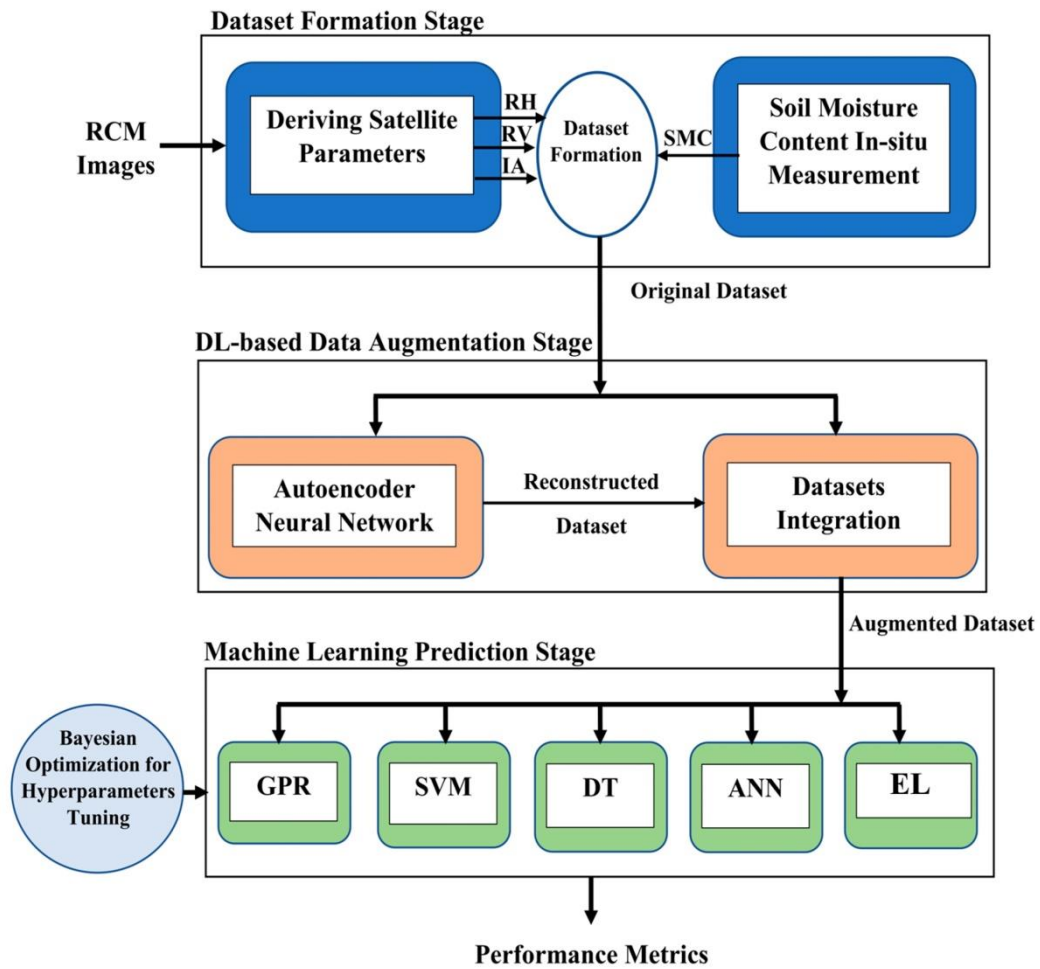 Dataset Formation Stage
RCM
Images
Deriving Satellite
Parameters
RH
RV
IA
Dataset
Formation
SMC
Soil Moisture
Content In-situ
Measurement
Original Dataset
DL-based Data Augmentation Stage
Autoencoder
Neural Network
Reconstructed
Dataset
Datasets
Integration
Augmented Dataset
Machine Learning Prediction Stage
Bayesian
Optimization for
Hyperparameters
Tuning
GPR
SVM
DT
ANN
EL
Performance Metrics